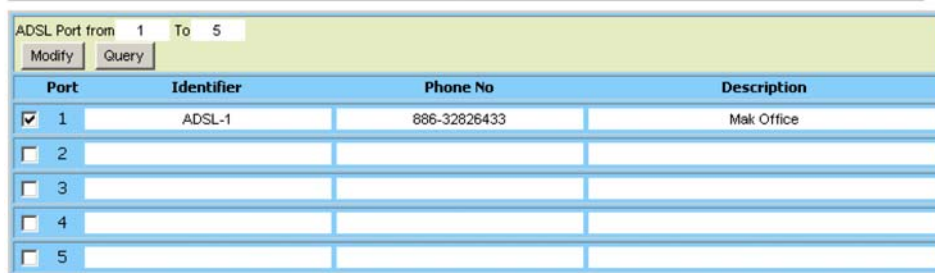 ADSL Port from 1 To 5
Modify Query
Port Identifier Phone No Description
1 ADSL-1 886-32826433 Mak Office
2
3
4
5